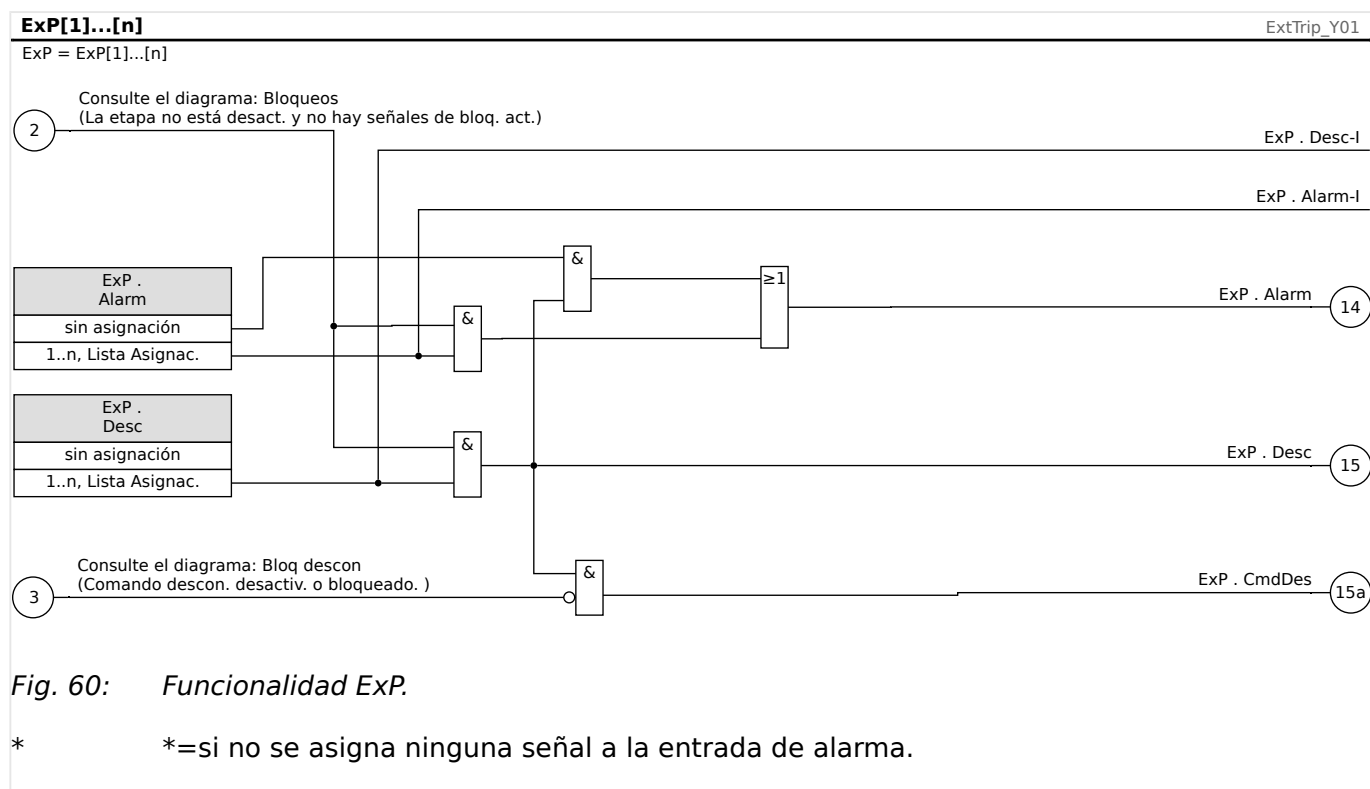 ExP[1]...[n]
ExtTrip_Y01
ExP = ExP[1]...[n]
Consulte el diagrama: Bloqueos
(La etapa no está desact. y no hay señales de bloq. act.)
2
ExP . Desc-I
ExP . Alarm-I
&
ExP .
Alarm
≥1
ExP . Alarm
14
sin asignación
&
1..n, Lista Asignac.
ExP .
Desc
sin asignación
&
ExP . Desc
15
1..n, Lista Asignac.
Consulte el diagrama: Bloq descon
(Comando descon. desactiv. o bloqueado. )
3
&
ExP . CmdDes
15a
Fig. 60: Funcionalidad ExP.
* *=si no se asigna ninguna señal a la entrada de alarma.